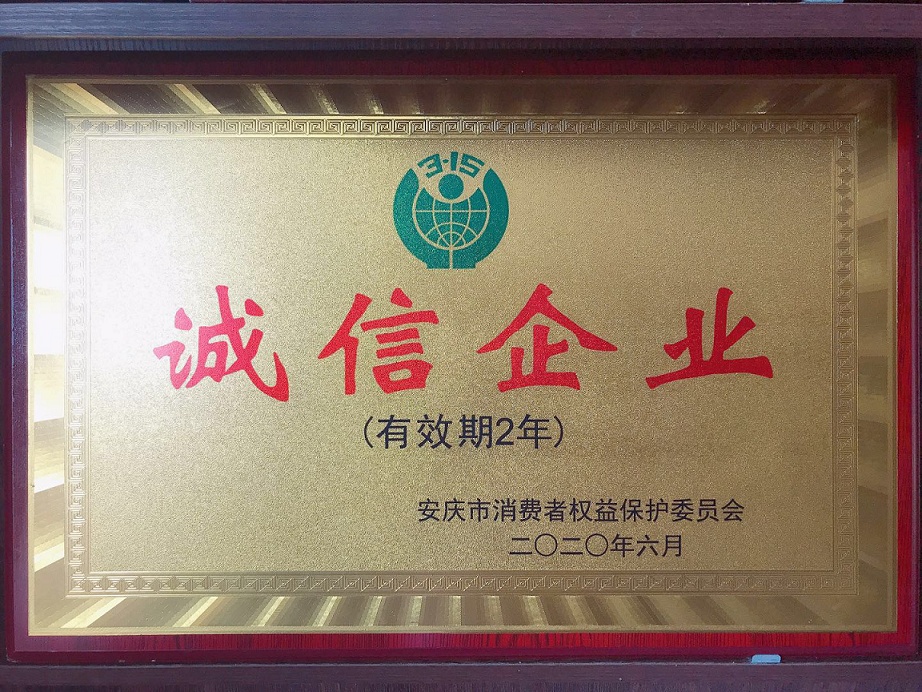 3·15
诚信企业
(有效期2年)
安庆市消费者权益保护委员会
二〇二〇年六月